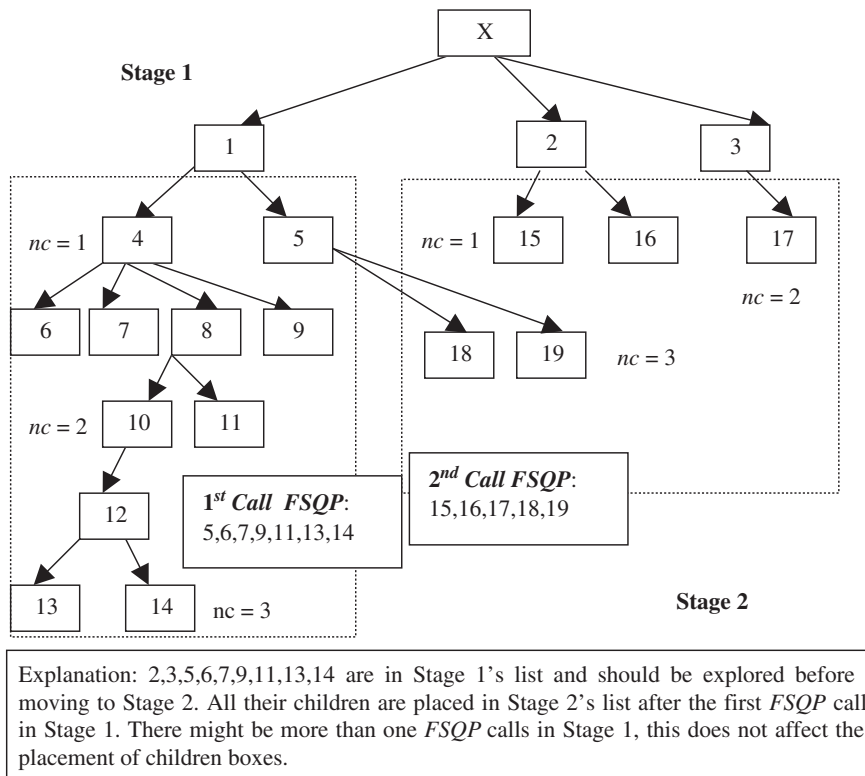 X
Stage 1
1
2
3
nc = 1
4
5
nc = 1
15
16
17
nc = 2
6
7
8
9
18
19
nc = 3
nc = 2
10
11
12
1st Call FSQP:
5,6,7,9,11,13,14
2nd Call FSQP:
15,16,17,18,19
13
14
nc = 3
Stage 2
Explanation: 2,3,5,6,7,9,11,13,14 are in Stage 1's list and should be explored before
moving to Stage 2. All their children are placed in Stage 2's list after the first FSQP call
in Stage 1. There might be more than one FSQP calls in Stage 1, this does not affect the
placement of children boxes.